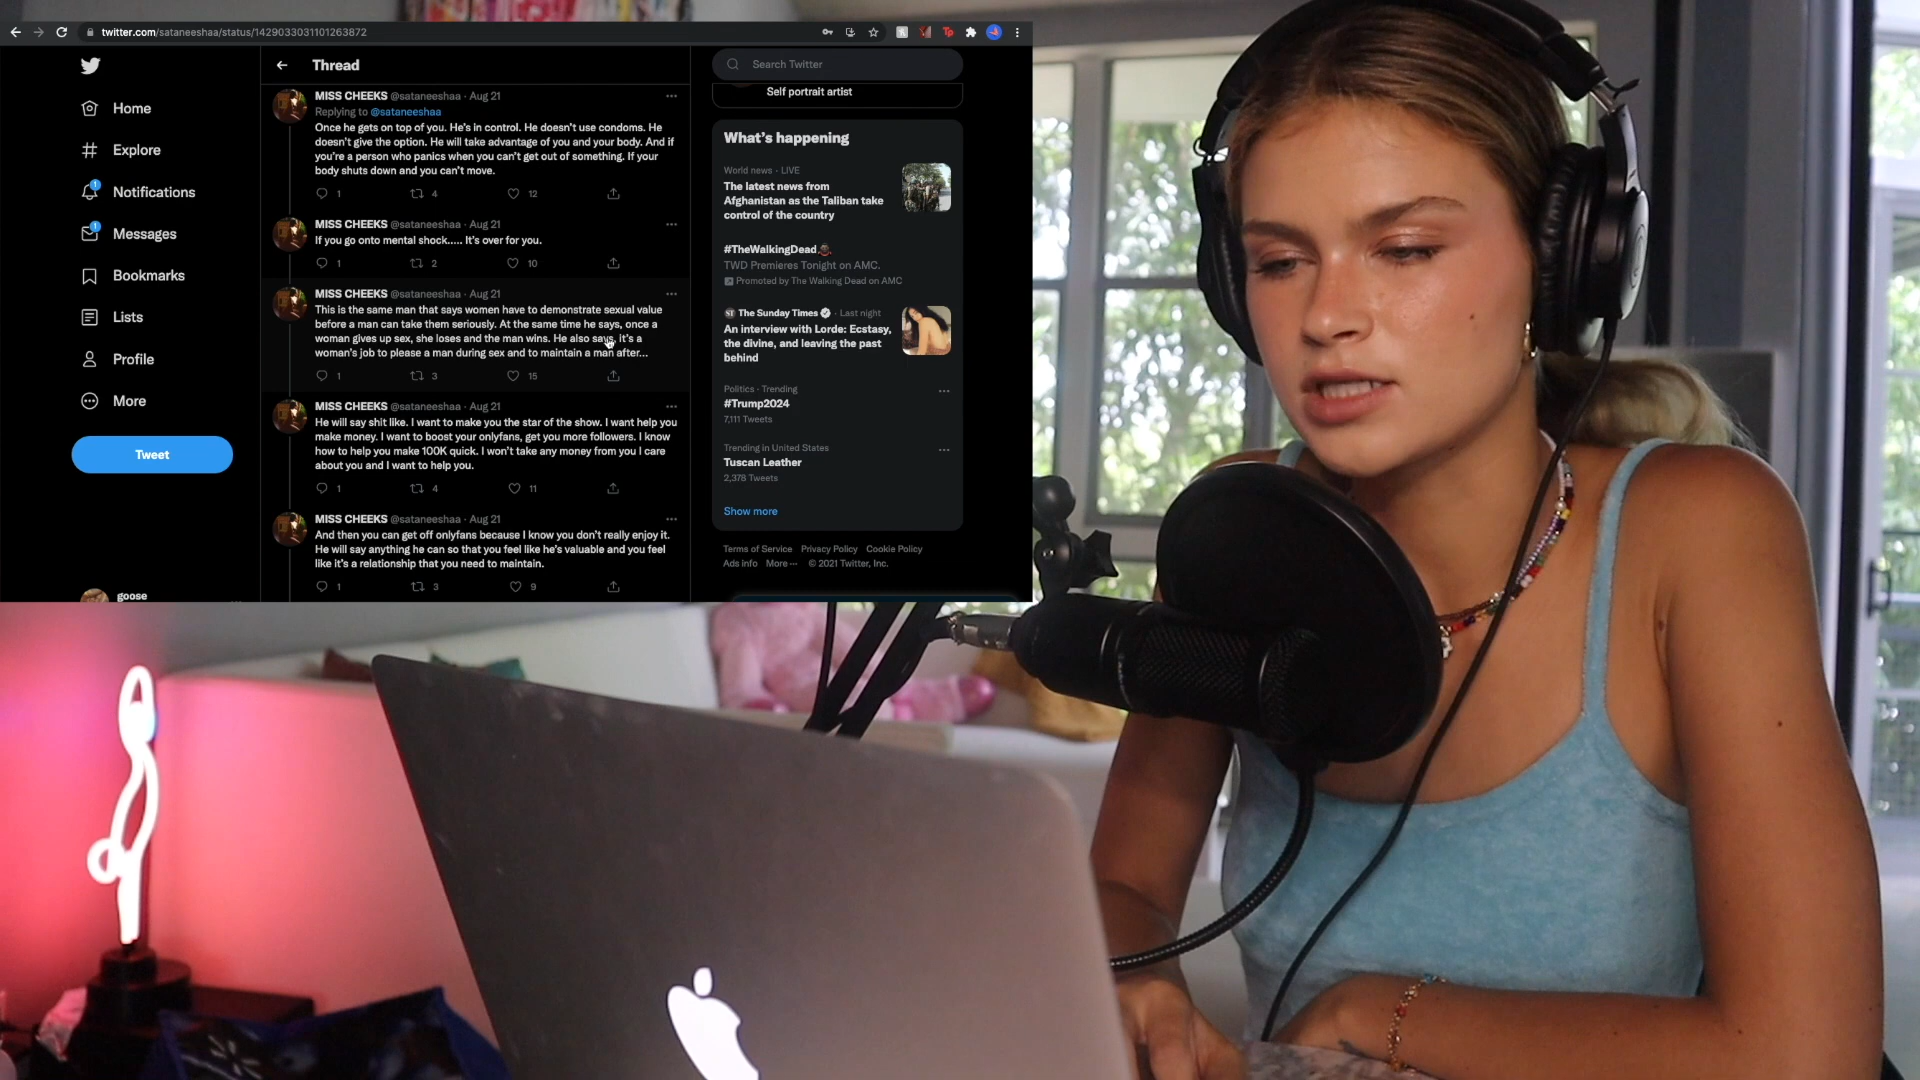 twitter.com/sataneeshaa/status/1429033031101263872
Home
Explore
1
Notifications
1
Messages
Bookmarks
Lists
Profile
More
Tweet
goose
Thread
MISS CHEEKS @sataneeshaa · Aug 21
Replying to @sataneeshaa
Once he gets on top of you. He's in control. He doesn't use condoms. He
doesn't give the option. He will take advantage of you and your body. And if
you're a person who panics when you can't get out of something. If your
body shuts down and you can't move.
1 4 12
MISS CHEEKS @sataneeshaa · Aug 21
If you go onto mental shock..... It's over for you.
1 2 10
MISS CHEEKS @sataneeshaa · Aug 21
This is the same man that says women have to demonstrate sexual value
before a man can take them seriously. At the same time he says, once a
woman gives up sex, she loses and the man wins. He also says, it's a
woman's job to please a man during sex and to maintain a man after...
1 3 15
MISS CHEEKS @sataneeshaa · Aug 21
He will say shit like. I want to make you the star of the show. I want help you
make money. I want to boost your onlyfans, get you more followers. I know
how to help you make 100K quick. I won't take any money from you I care
about you and I want to help you.
1 4 11
MISS CHEEKS @sataneeshaa · Aug 21
And then you can get off onlyfans because I know you don't really enjoy it.
He will say anything he can so that you feel like he's valuable and you feel
like it's a relationship that you need to maintain.
1 3 9
Search Twitter
Self portrait artist
What's happening
World news · LIVE
The latest news from
Afghanistan as the Taliban take
control of the country
#TheWalkingDead
TWD Premieres Tonight on AMC.
Promoted by The Walking Dead on AMC
The Sunday Times · Last night
An interview with Lorde: Ecstasy,
the divine, and leaving the past
behind
Politics · Trending
#Trump2024
7,111 Tweets
Trending in United States
Tuscan Leather
2,378 Tweets
Show more
Terms of Service Privacy Policy Cookie Policy
Ads info More ··· © 2021 Twitter, Inc.